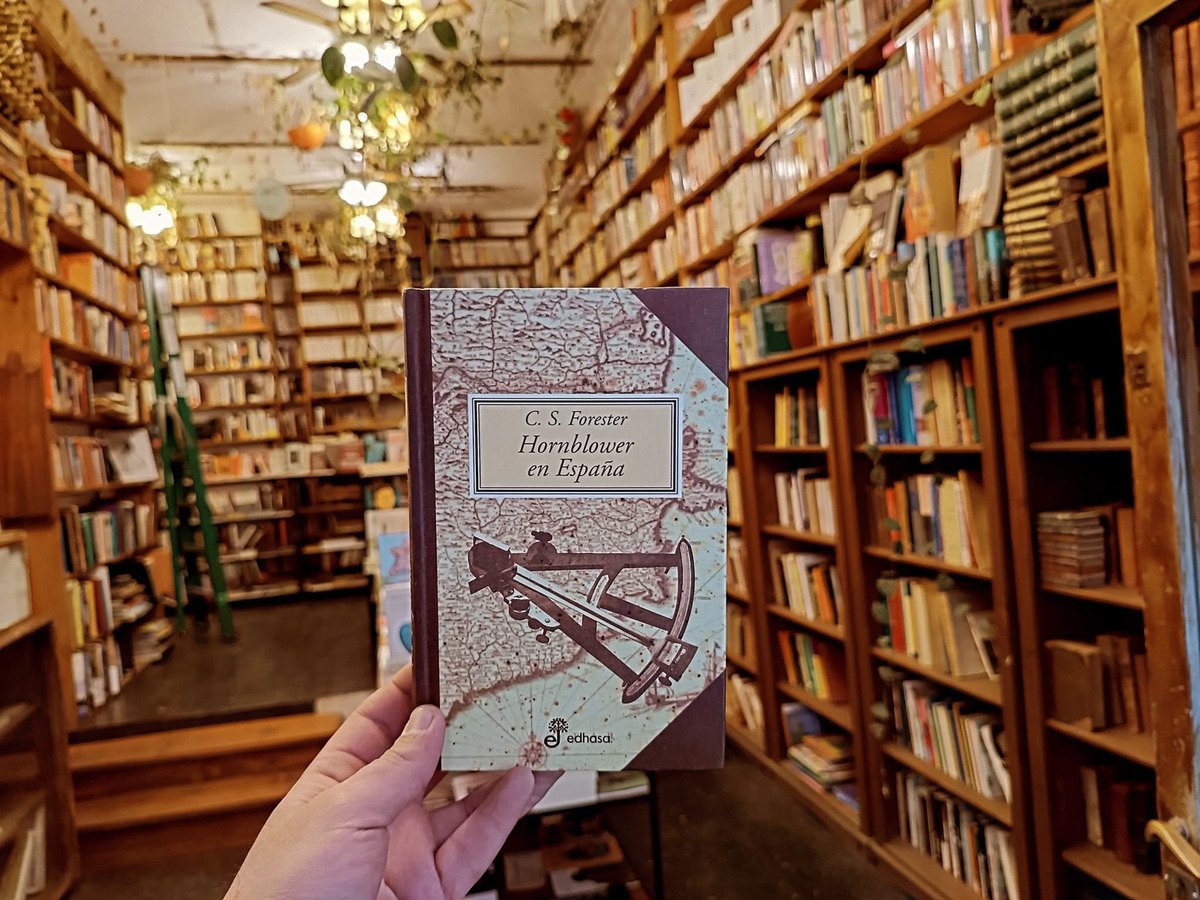 C. S. Forester
Hornblower
en España
edhasa